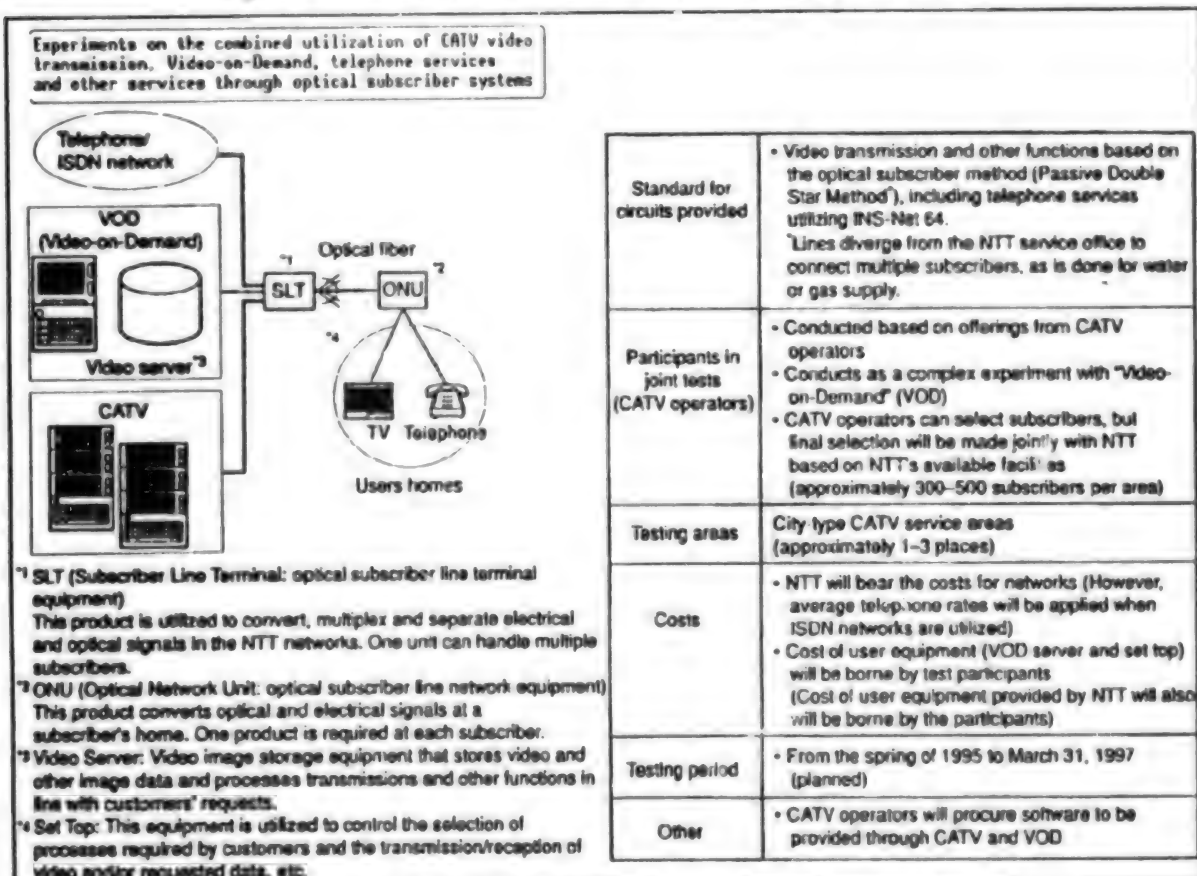 Experiments on the combined utilization of CATV video
transmission, Video-on-Demand, telephone services
and other services through optical subscriber systems
Telephone/
ISDN network
VOD
(Video-on-Demand)
Video server*3
CATV
*1
SLT
Optical fiber
*2
ONU
*4
TV Telephone
Users homes
*1 SLT (Subscriber Line Terminal: optical subscriber line terminal
equipment)
This product is utilized to convert, multiplex and separate electrical
and optical signals in the NTT networks. One unit can handle multiple
subscribers.
*2 ONU (Optical Network Unit: optical subscriber line network equipment)
This product converts optical and electrical signals at a
subscriber's home. One product is required at each subscriber.
*3 Video Server: Video image storage equipment that stores video and
other image data and processes transmissions and other functions in
line with customers' requests.
*4 Set Top: This equipment is utilized to control the selection of
processes required by customers and the transmission/reception of
video and/or requested data, etc.
Standard for
circuits provided
• Video transmission and other functions based on
the optical subscriber method (Passive Double
Star Method*), including telephone services
utilizing INS-Net 64.
*Lines diverge from the NTT service office to
connect multiple subscribers, as is done for water
or gas supply.
Participants in
joint tests
(CATV operators)
• Conducted based on offerings from CATV
operators
• Conducts as a complex experiment with "Video-
on-Demand" (VOD)
• CATV operators can select subscribers, but
final selection will be made jointly with NTT
based on NTT's available
(approximately 300–500 subscribers per area)
Testing areas
City type CATV service areas
(approximately 1–3 places)
Costs
• NTT will bear the costs for networks (However,
average telephone rates will be applied when
ISDN networks are utilized)
• Cost of user equipment (VOD server and set top)
will be borne by test participants
(Cost of user equipment provided by NTT will also
will be borne by the participants)
Testing period
• From the spring of 1995 to March 31, 1997
(planned)
Other
• CATV operators will procure software to be
provided through CATV and VOD